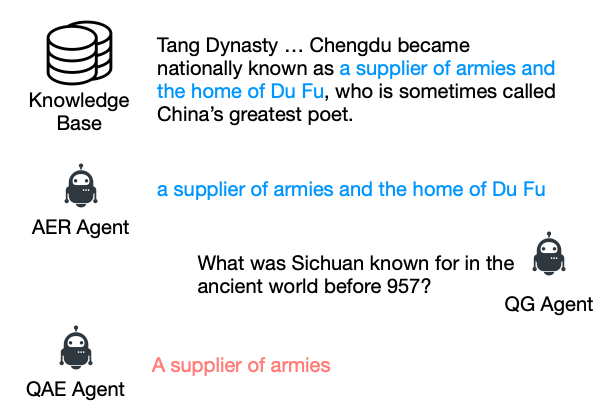 Tang Dynasty … Chengdu became
nationally known as a supplier of armies and
the home of Du Fu, who is sometimes called
China’s greatest poet.
Knowledge
Base
a supplier of armies and the home of Du Fu
AER Agent
What was Sichuan known for in the
ancient world before 957?
QG Agent
A supplier of armies
QAE Agent